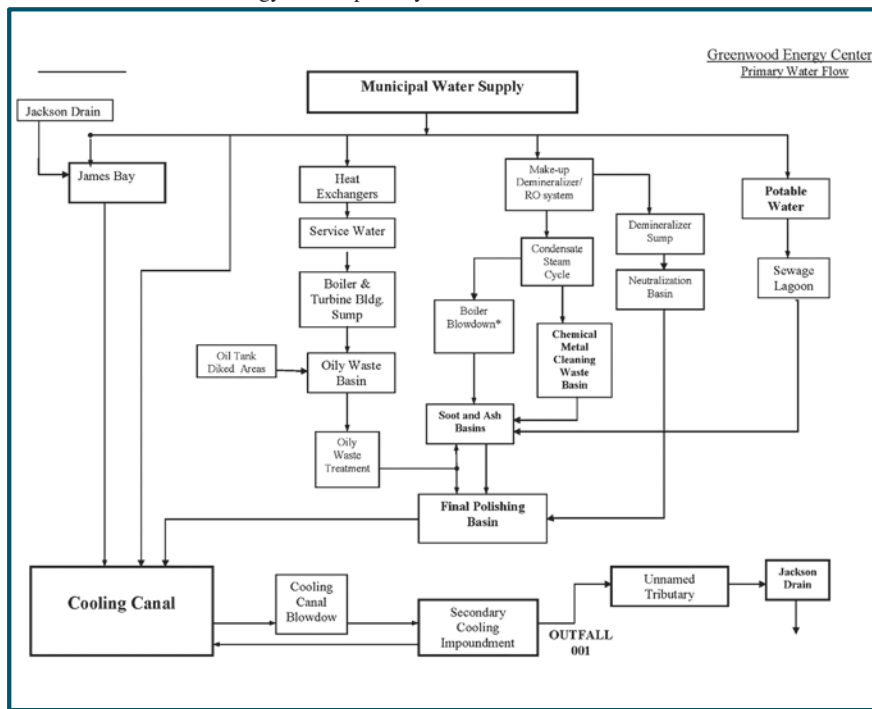 Greenwood Energy Center
Primary Water Flow
Municipal Water Supply
Jackson Drain
James Bay
Heat
Exchangers
Make-up
Demineralizer/
RO system
Potable
Water
Service Water
Demineralizer
Sump
Condensate
Steam
Cycle
Sewage
Lagoon
Boiler &
Turbine Bldg.
Sump
Neutralization
Basin
Boiler
Blowdown*
Chemical
Metal
Cleaning
Waste
Basin
Oil Tank
Diked Areas
Oily Waste
Basin
Soot and Ash
Basins
Oily
Waste
Treatment
Final Polishing
Basin
Cooling Canal
Cooling
Canal
Blowdow
Secondary
Cooling
Impoundment
OUTFALL
001
Unnamed
Tributary
Jackson
Drain